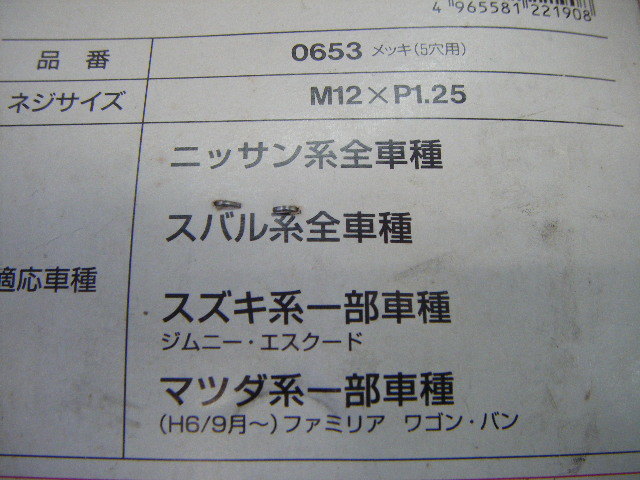 4 965581 221908
品番 0653 メッキ(5穴用)
ネジサイズ M12×P1.25
ニッサン系全車種
スバル系全車種
適応車種
スズキ系一部車種
ジムニー・エスクード
マツダ系一部車種
(H6/9月~)ファミリア ワゴン・バン